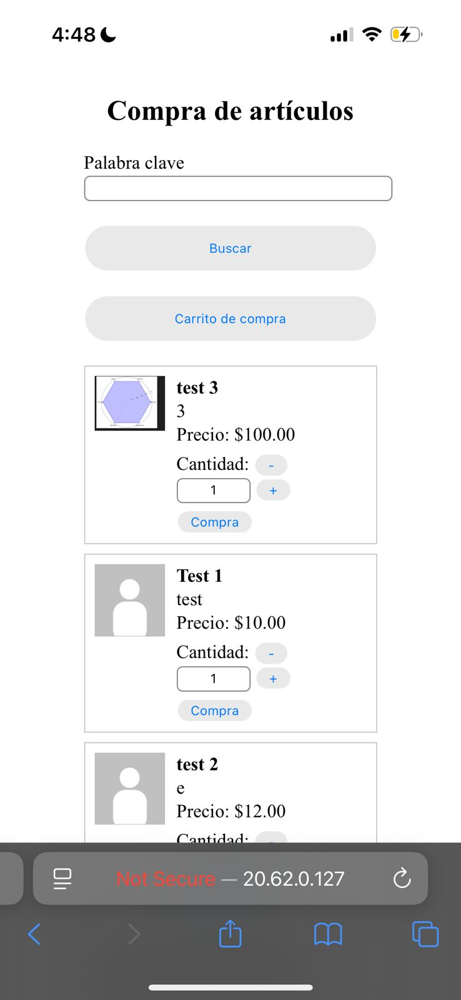 4:48
Compra de artículos
Palabra clave
Buscar
Carrito de compra
test 3
3
Precio: $100.00
Cantidad: -
1 +
Compra
Test 1
test
Precio: $10.00
Cantidad: -
1 +
Compra
test 2
e
Precio: $12.00
Cantidad: -
Not Secure — 20.62.0.127